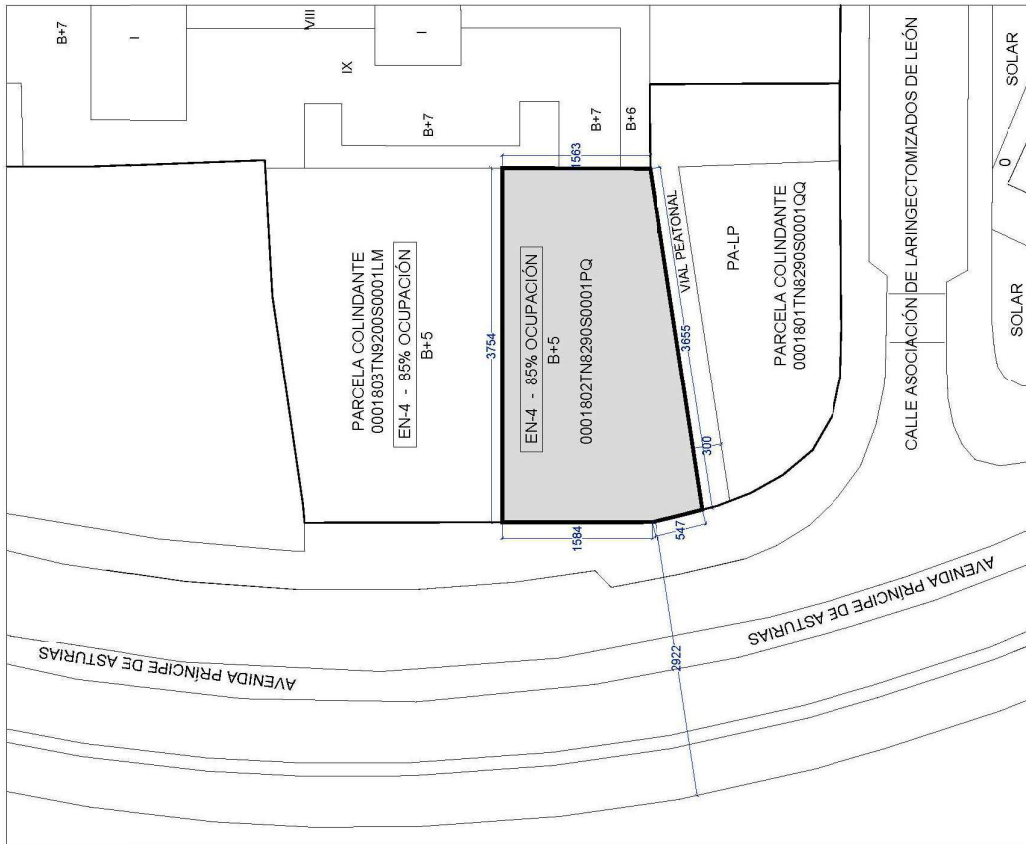 B+7
I
VIII
I
IX
B+7
B+7
B+6
1563
PARCELA COLINDANTE
0001803TN9200S0001LM
EN-4 - 85% OCUPACIÓN
B+5
3754
EN-4 - 85% OCUPACIÓN
B+5
0001802TN8290S0001PQ
VIAL PEATONAL
3655
300
PA-LP
PARCELA COLINDANTE
0001801TN8290S0001QQ
1584
547
2922
CALLE ASOCIACIÓN DE LARINGECTOMIZADOS DE LEÓN
SOLAR
0
SOLAR
AVENIDA PRÍNCIPE DE ASTURIAS
AVENIDA PRÍNCIPE DE ASTURIAS